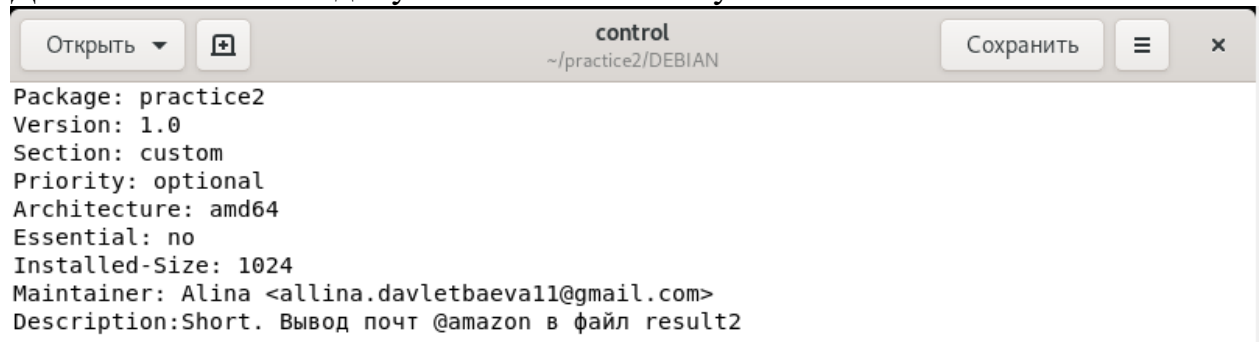 Открыть
control
~/practice2/DEBIAN
Сохранить
Package: practice2
Version: 1.0
Section: custom
Priority: optional
Architecture: amd64
Essential: no
Installed-Size: 1024
Maintainer: Alina <allina.davletbaeva11@gmail.com>
Description:Short. Вывод почт @amazon в файл result2